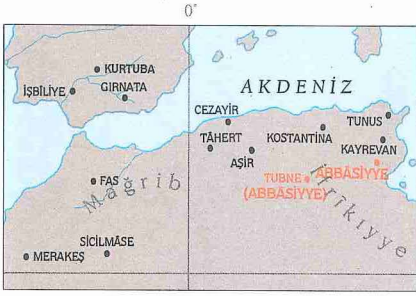 0°
KURTUBA
İŞBİLİYE
GIRNATA
AKDENİZ
CEZAYİR
TUNUS
TÂHERT
KOSTANTİNA
AŞİR
KAYREVAN
ABBÂSİYYE
TUBNE
(ABBÂSİYYE)
FAS
Mağrib
İfrîkıyye
SİCİLMÂSE
MERAKEŞ